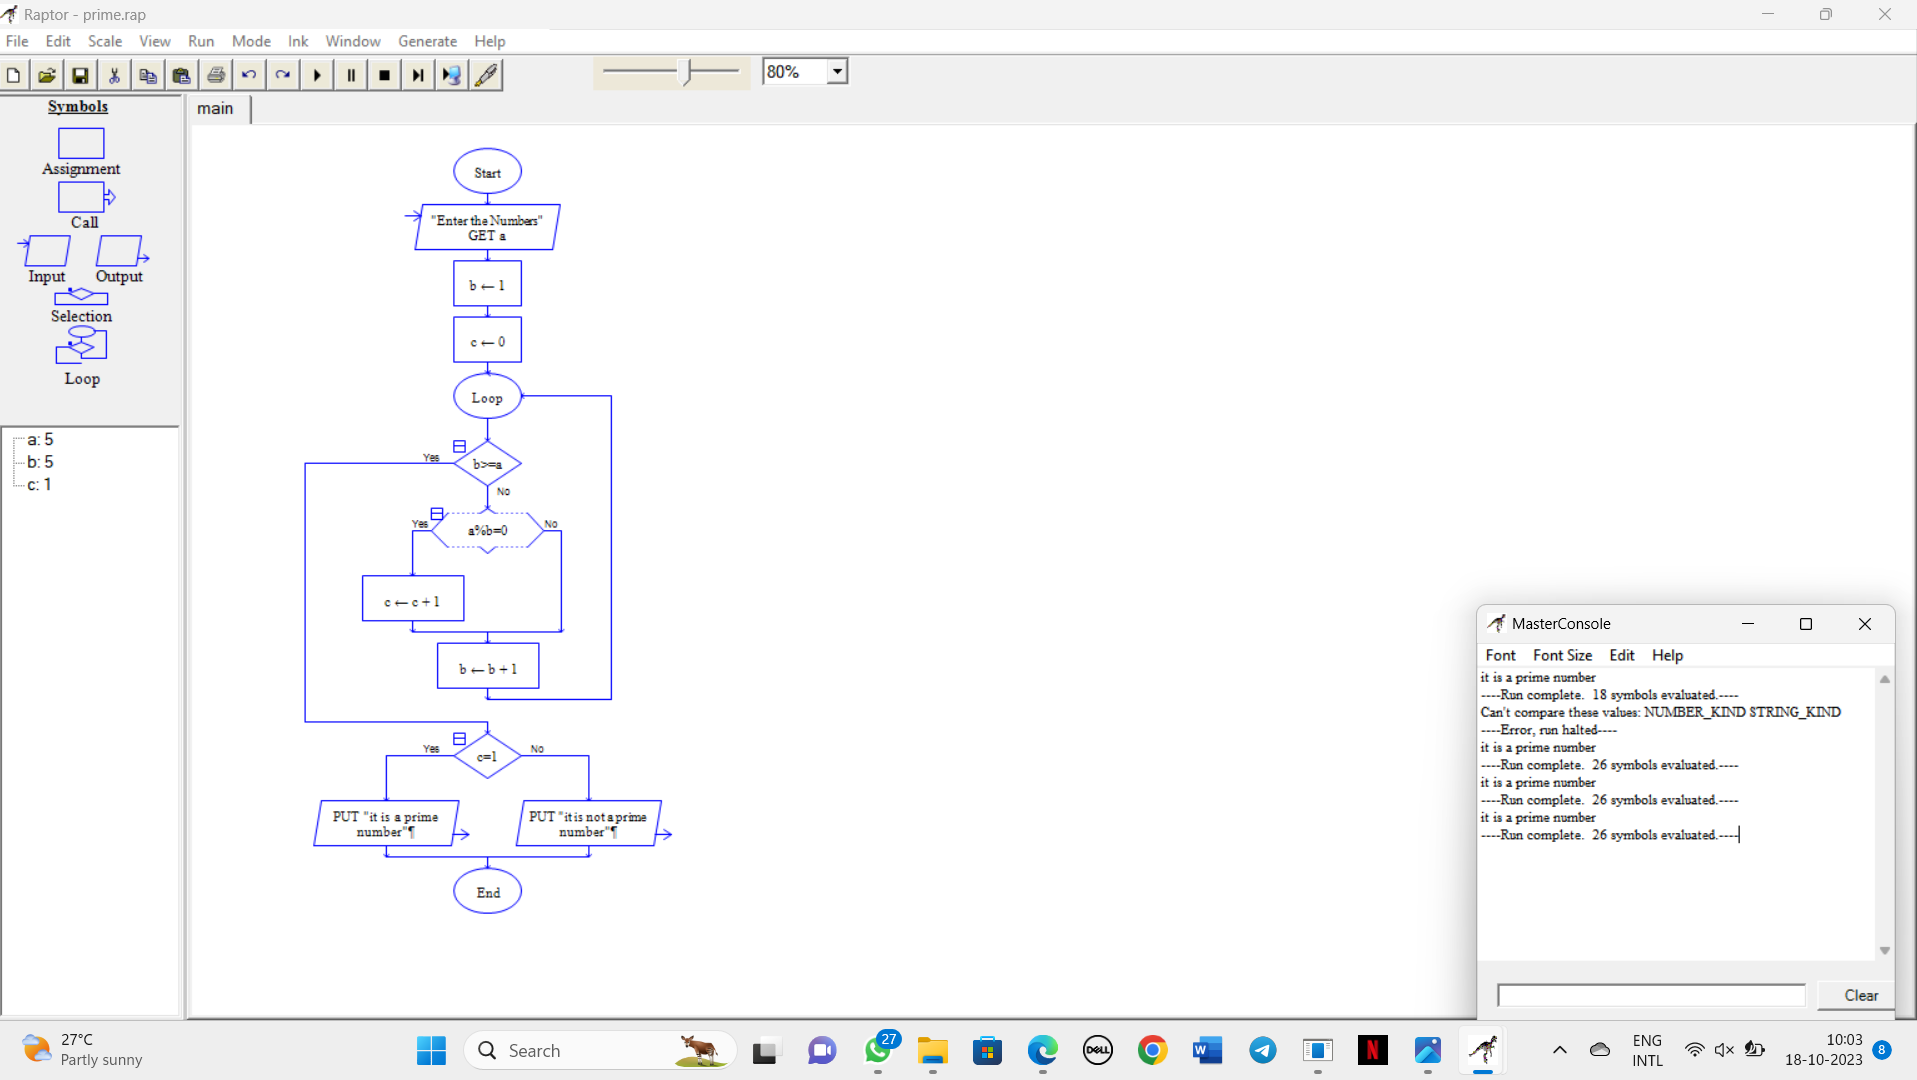 Raptor - prime.rap
File Edit Scale View Run Mode Ink Window Generate Help
80%
Symbols
Assignment
Call
Input Output
Selection
Loop
a: 5
b: 5
c: 1
main
Start
"Enter the Numbers"
GET a
b ← 1
c ← 0
Loop
Yes
b>=a
No
Yes
a%b=0
No
c ← c + 1
b ← b + 1
Yes
c=1
No
PUT "it is a prime
number"¶
PUT "it is not a prime
number"¶
End
MasterConsole
Font Font Size Edit Help
it is a prime number
----Run complete. 18 symbols evaluated.----
Can't compare these values: NUMBER_KIND STRING_KIND
----Error, run halted----
it is a prime number
----Run complete. 26 symbols evaluated.----
it is a prime number
----Run complete. 26 symbols evaluated.----
it is a prime number
----Run complete. 26 symbols evaluated.----
Clear
27°C
Partly sunny
Search
27
DELL
W
N
ENG
INTL
10:03
18-10-2023
8